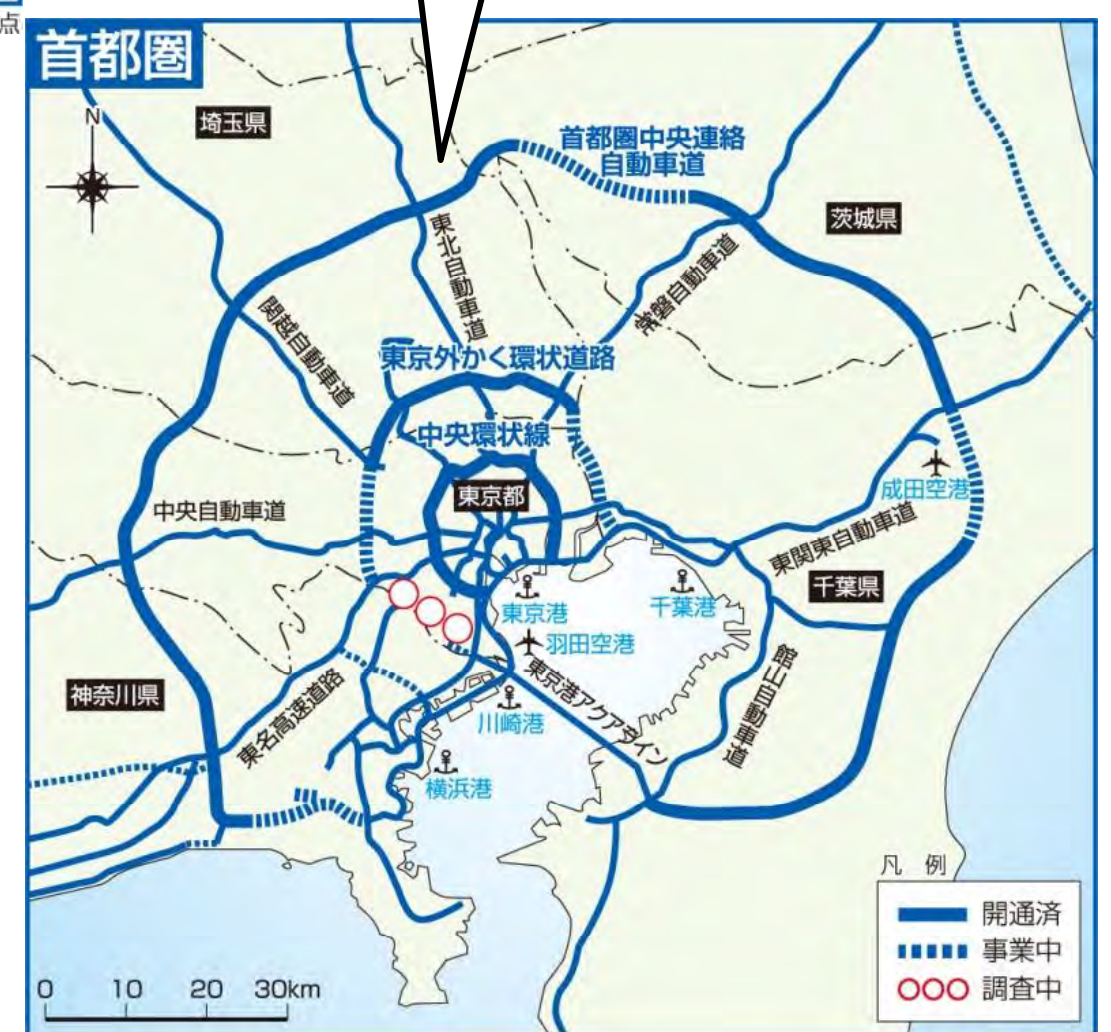 点
首都圏
埼玉県
N
首都圏中央連絡
自動車道
茨城県
東北自動車道
常磐自動車道
関越自動車道
東京外かく環状道路
中央環状線
東京都
成田空港
中央自動車道
東関東自動車道
千葉県
東京港
千葉港
羽田空港
東京港アクアライン
館山自動車道
神奈川県
東名高速道路
川崎港
横浜港
凡 例
開通済
事業中
調査中
0 10 20 30km